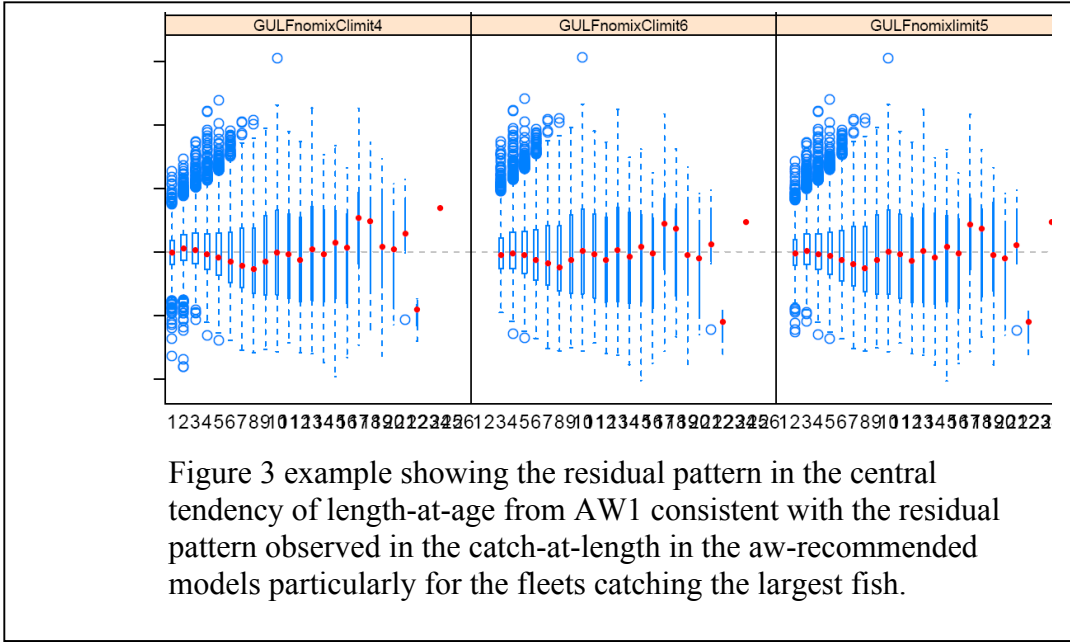 GULFnomixClimit4 GULFnomixClimit6 GULFnomixlimit5
Figure 3 example showing the residual pattern in the central
tendency of length-at-age from AW1 consistent with the residual
pattern observed in the catch-at-length in the aw-recommended
models particularly for the fleets catching the largest fish.